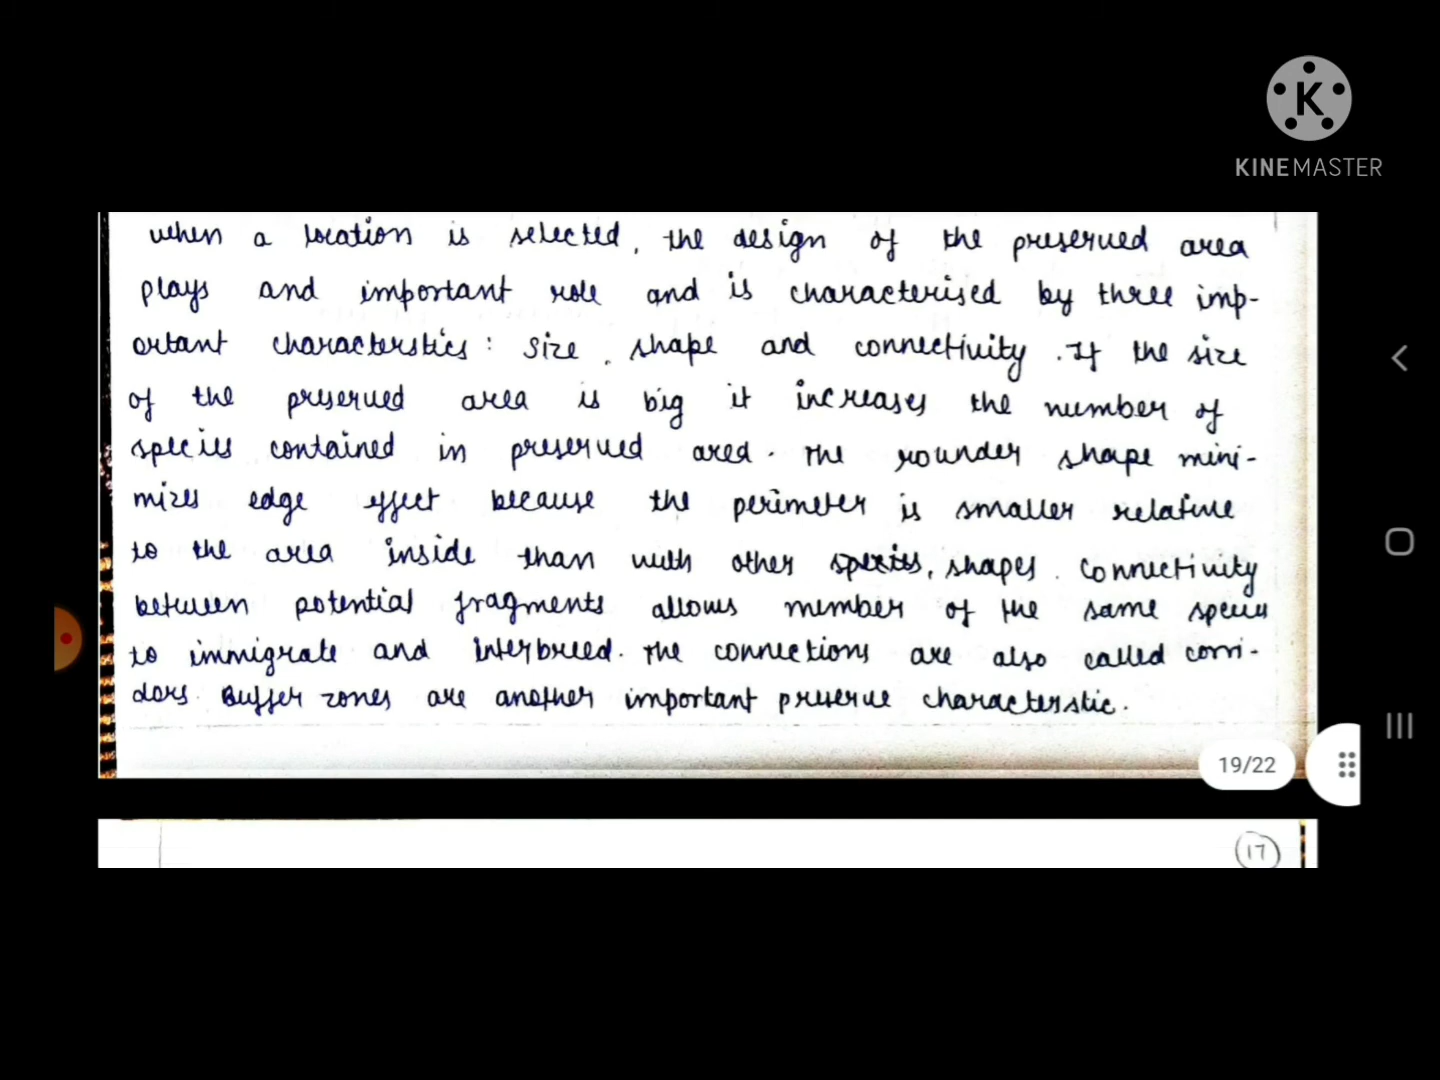 KINEMASTER
when a location is selected, the design of the preserved area
plays and important role and is characterised by three imp-
ortant characterstics: Size, shape and connectivity. If the size
of the preserved area is big it increases the number of
species contained in preserved area. The rounder shape mini-
mizes edge effect because the perimeter is smaller relative
to the area inside than with other species, shapes. Connectivity
between potential fragments allows member of the same species
to immigrate and interbreed. The connections are also called corri-
dors. Buffer zones are another important preserve characterstic.
19/22
17